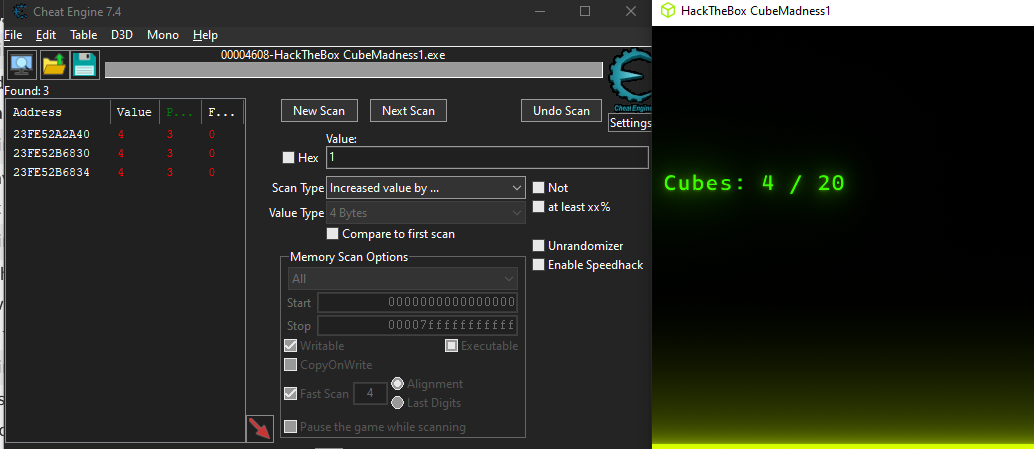 Cheat Engine 7.4
HackTheBox CubeMadness1
File Edit Table D3D Mono Help
00004608-HackTheBox CubeMadness1.exe
Found: 3
Cheat Engine
Settings
Address Value P... F...
23FE52A2A40 4 3 0
23FE52B6830 4 3 0
23FE52B6834 4 3 0
New Scan Next Scan Undo Scan
Value:
Hex 1
Scan Type Increased value by ...
Not
Value Type 4 Bytes
at least xx%
Compare to first scan
Unrandomizer
Memory Scan Options
Enable Speedhack
All
Start 0000000000000000
Stop 00007fffffffffff
Writable Executable
CopyOnWrite
Fast Scan 4 Alignment
Last Digits
Pause the game while scanning
Cubes: 4 / 20